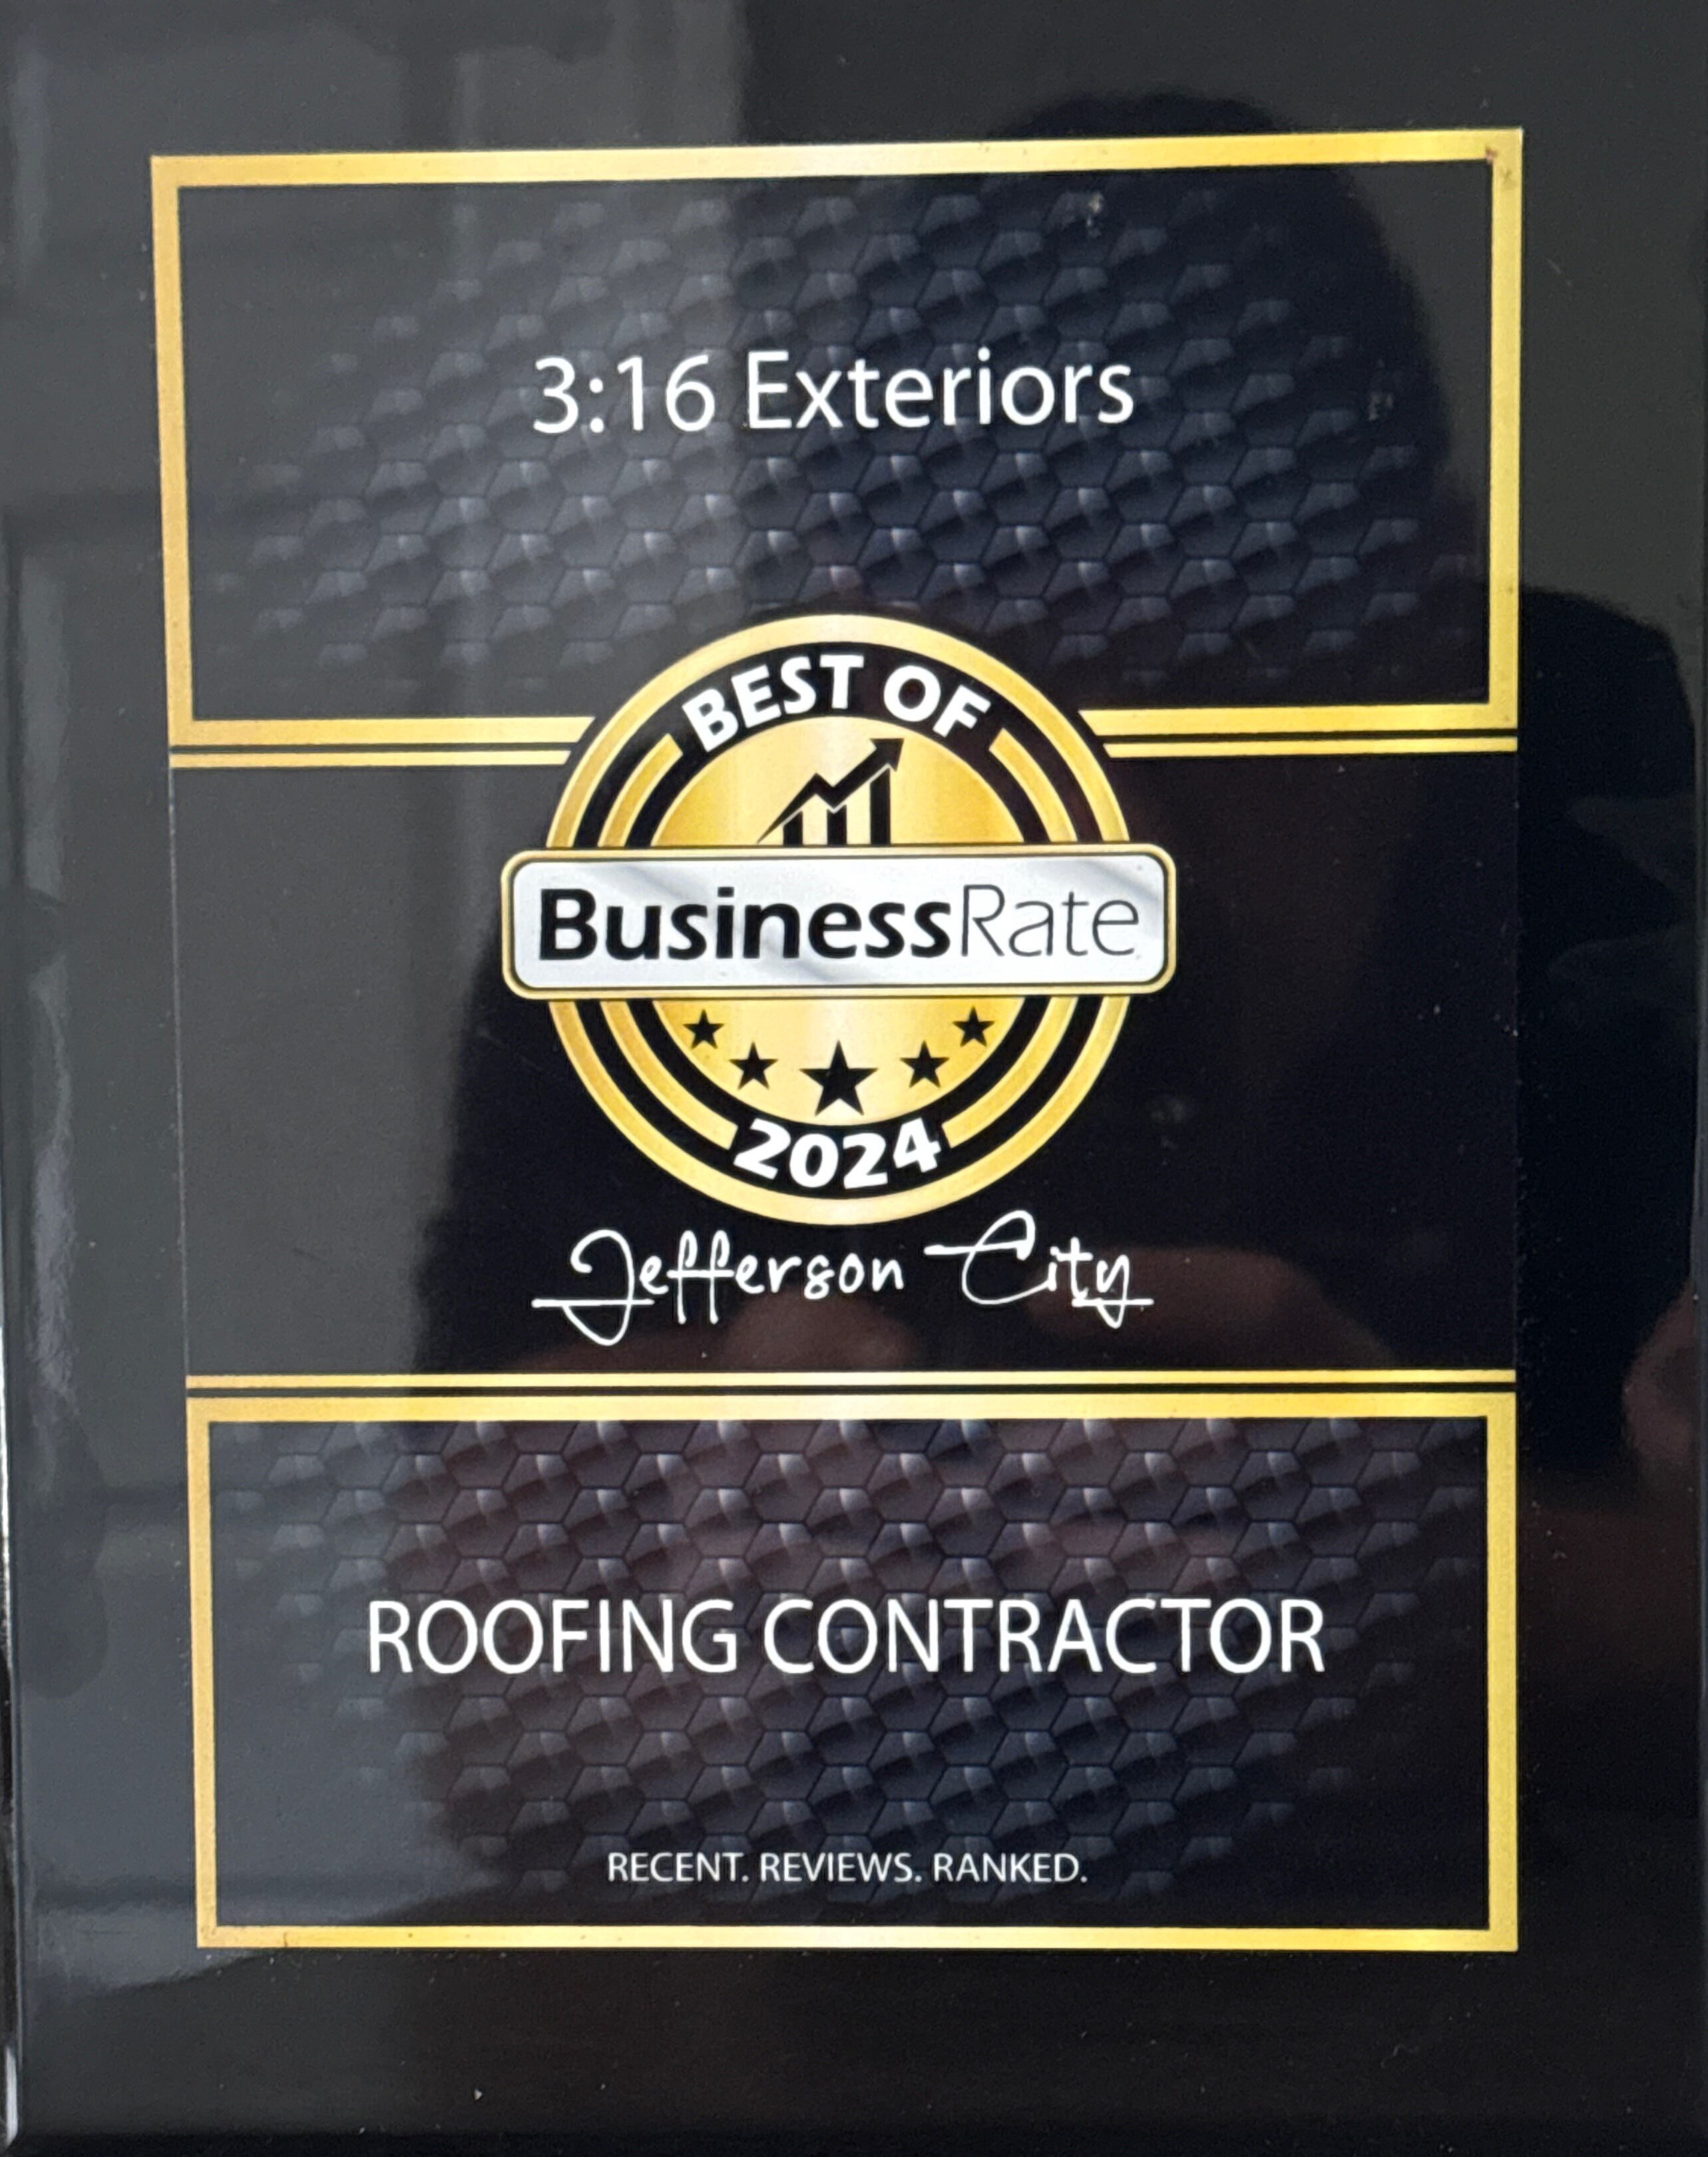 3:16 Exteriors
BEST OF
BusinessRate
2024
Jefferson City
ROOFING CONTRACTOR
RECENT. REVIEWS. RANKED.